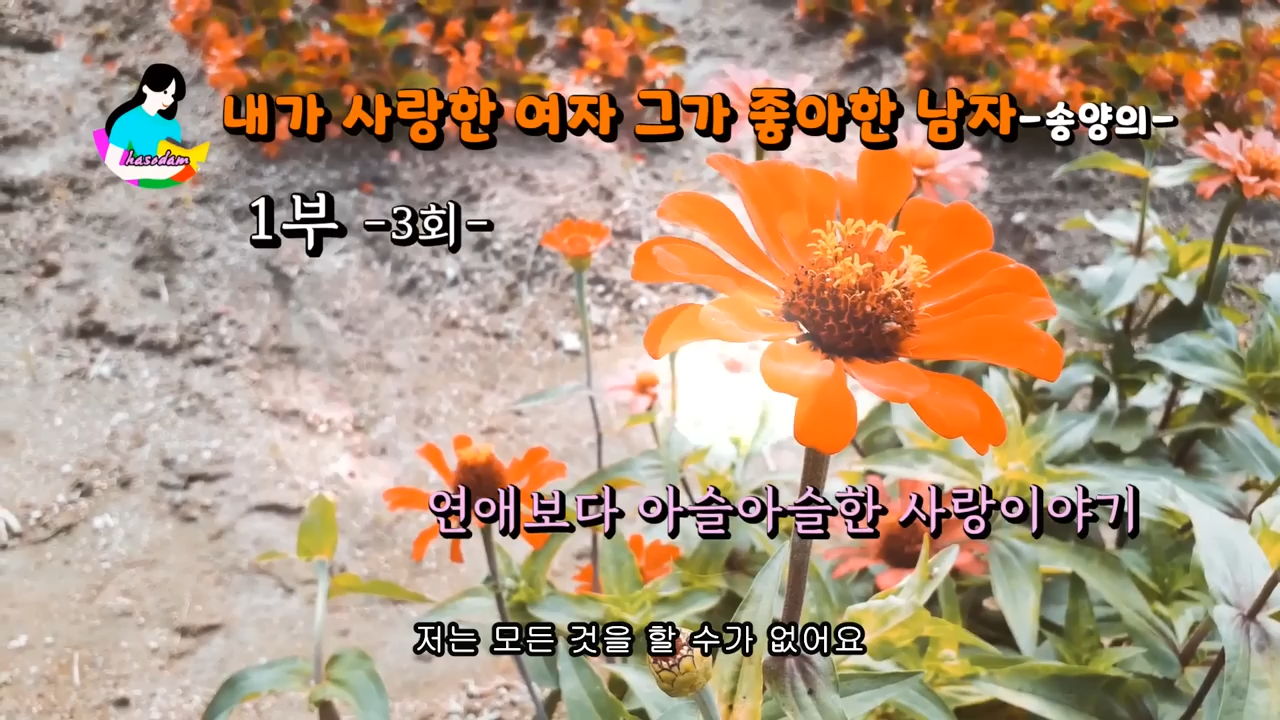 내가 사랑한 여자 그가 좋아한 남자-송양의-
hasodam
1부 -3회-
연애보다 아슬아슬한 사랑이야기
저는 모든 것을 할 수가 없어요